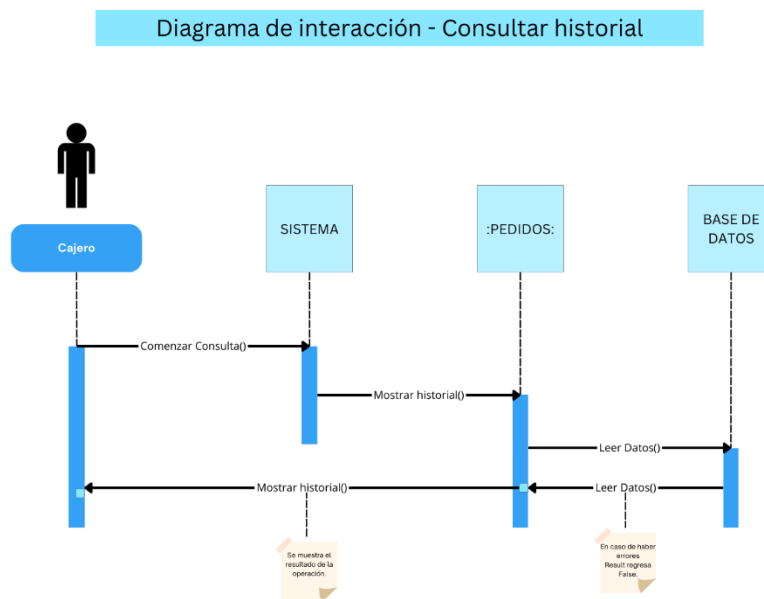 Diagrama de interacción - Consultar historial
Cajero
SISTEMA
:PEDIDOS:
BASE DE
DATOS
Comenzar Consulta()
Mostrar historial()
Leer Datos()
Mostrar historial()
Leer Datos()
Se muestra el
resultado de la
operación.
En caso de haber
errores
Result regresa
False.